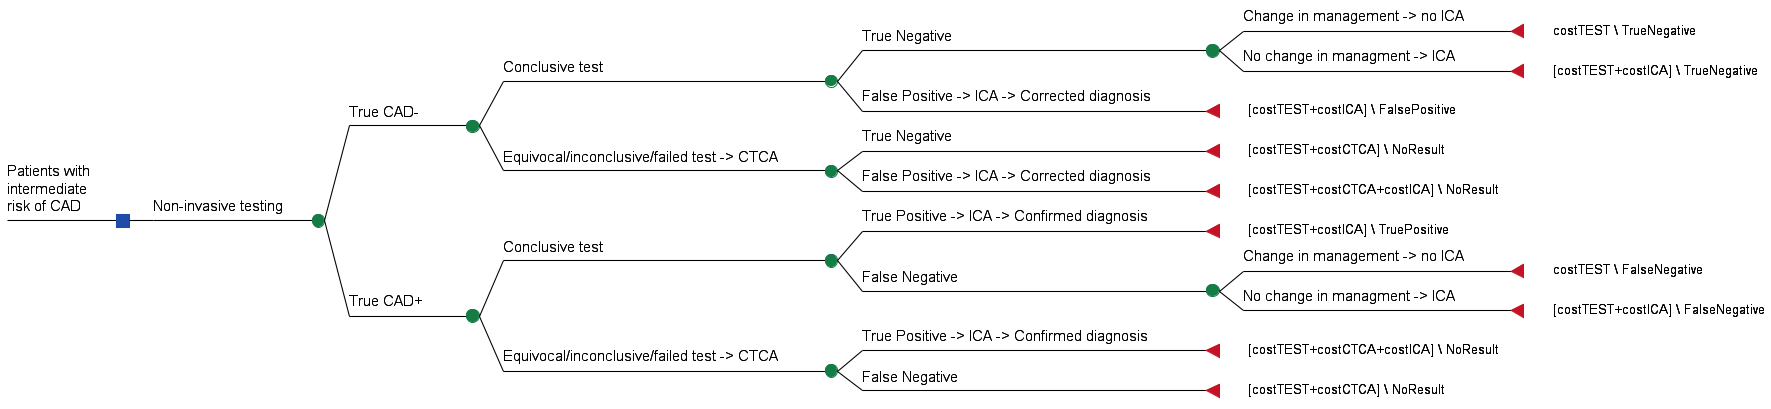 Change in management -> no ICA
costTEST \ TrueNegative
True Negative
No change in managment -> ICA
[costTEST+costICA] \ TrueNegative
Conclusive test
False Positive -> ICA -> Corrected diagnosis
[costTEST+costICA] \ FalsePositive
True CAD-
True Negative
[costTEST+costCTCA] \ NoResult
Equivocal/inconclusive/failed test -> CTCA
False Positive -> ICA -> Corrected diagnosis
[costTEST+costCTCA+costICA] \ NoResult
Patients with
intermediate
risk of CAD
Non-invasive testing
True Positive -> ICA -> Confirmed diagnosis
[costTEST+costICA] \ TruePositive
Conclusive test
Change in management -> no ICA
costTEST \ FalseNegative
False Negative
No change in managment -> ICA
[costTEST+costICA] \ FalseNegative
True CAD+
True Positive -> ICA -> Confirmed diagnosis
[costTEST+costCTCA+costICA] \ NoResult
Equivocal/inconclusive/failed test -> CTCA
False Negative
[costTEST+costCTCA] \ NoResult